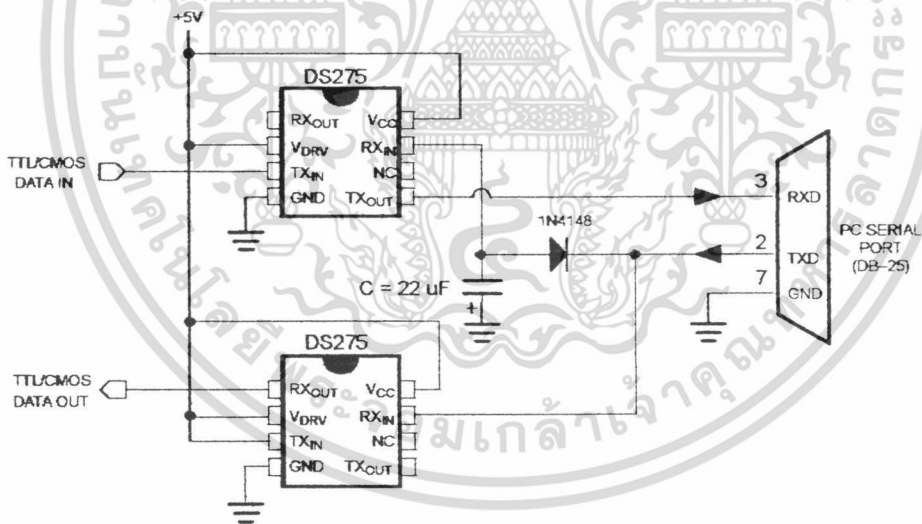 +5V
DS275
RXOUT
VDRV
TXIN
GND
VCC
RXIN
NC
TXOUT
TTL/CMOS
DATA IN
1N4148
C = 22 uF
+
3
2
7
RXD
TXD
GND
PC SERIAL
PORT
(DB-25)
DS275
RXOUT
VDRV
TXIN
GND
VCC
RXIN
NC
TXOUT
TTL/CMOS
DATA OUT